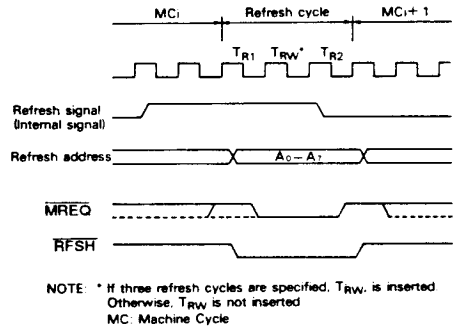 MCi Refresh cycle MCi+ 1
TR1 TRW* TR2
Refresh signal
(Internal signal)
Refresh address A0–A7
MREQ
RFSH
NOTE: * If three refresh cycles are specified, TRW, is inserted
Otherwise, TRW is not inserted
MC: Machine Cycle